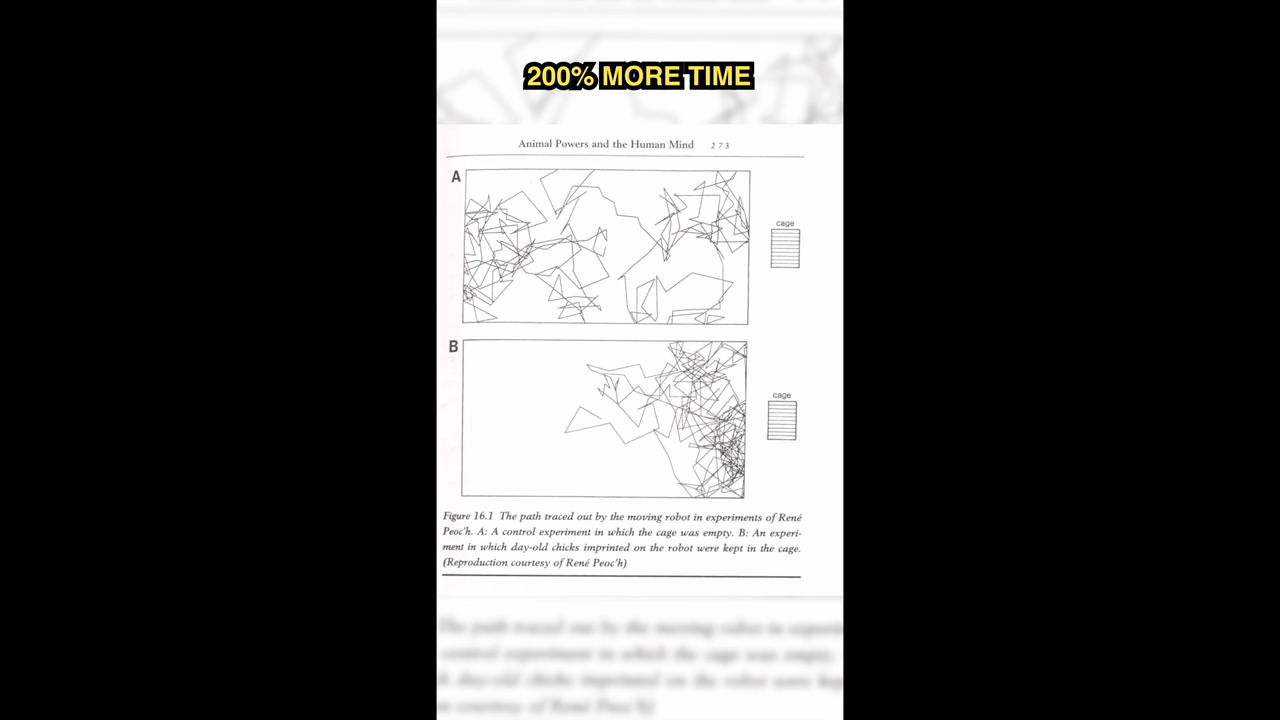 200% MORE TIME
Animal Powers and the Human Mind 273
A
cage
B
cage
Figure 16.1 The path traced out by the moving robot in experiments of René
Peoc'h. A: A control experiment in which the cage was empty. B: An experi-
ment in which day-old chicks imprinted on the robot were kept in the cage.
(Reproduction courtesy of René Peoc'h)